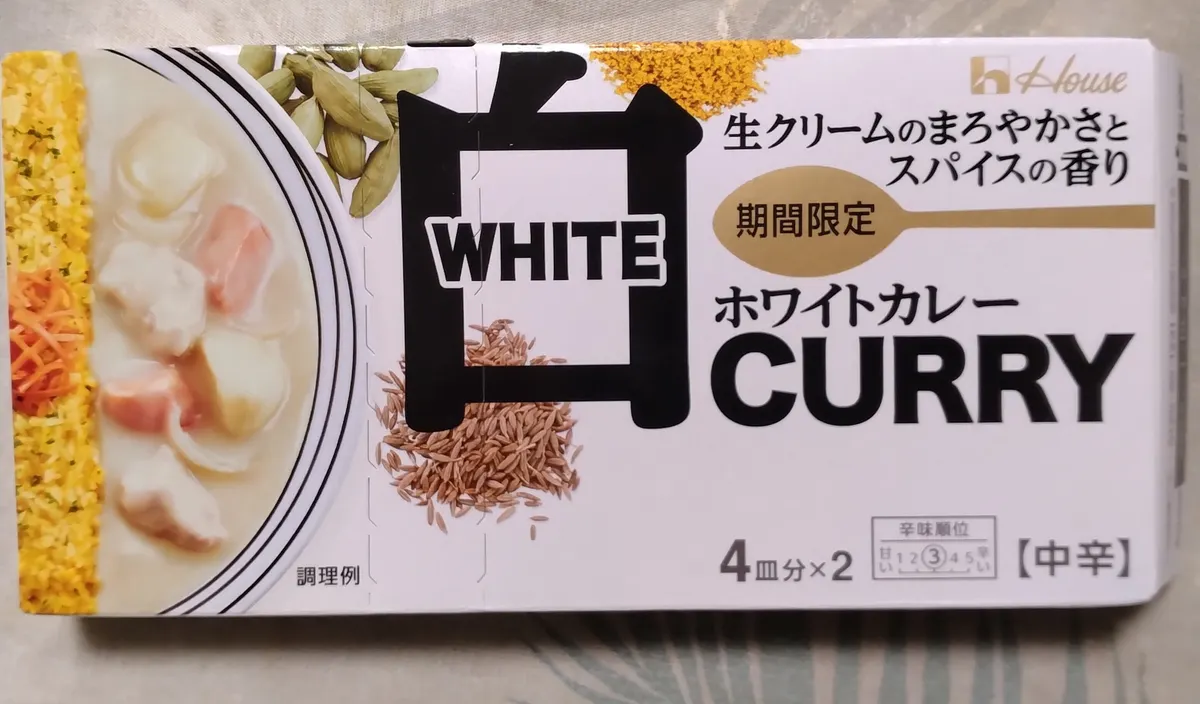 House
生クリームのまろやかさと
スパイスの香り
期間限定
白
WHITE
ホワイトカレー
CURRY
4皿分×2
辛味順位
甘い 1 2 ③ 4 5 辛い
【中辛】
調理例